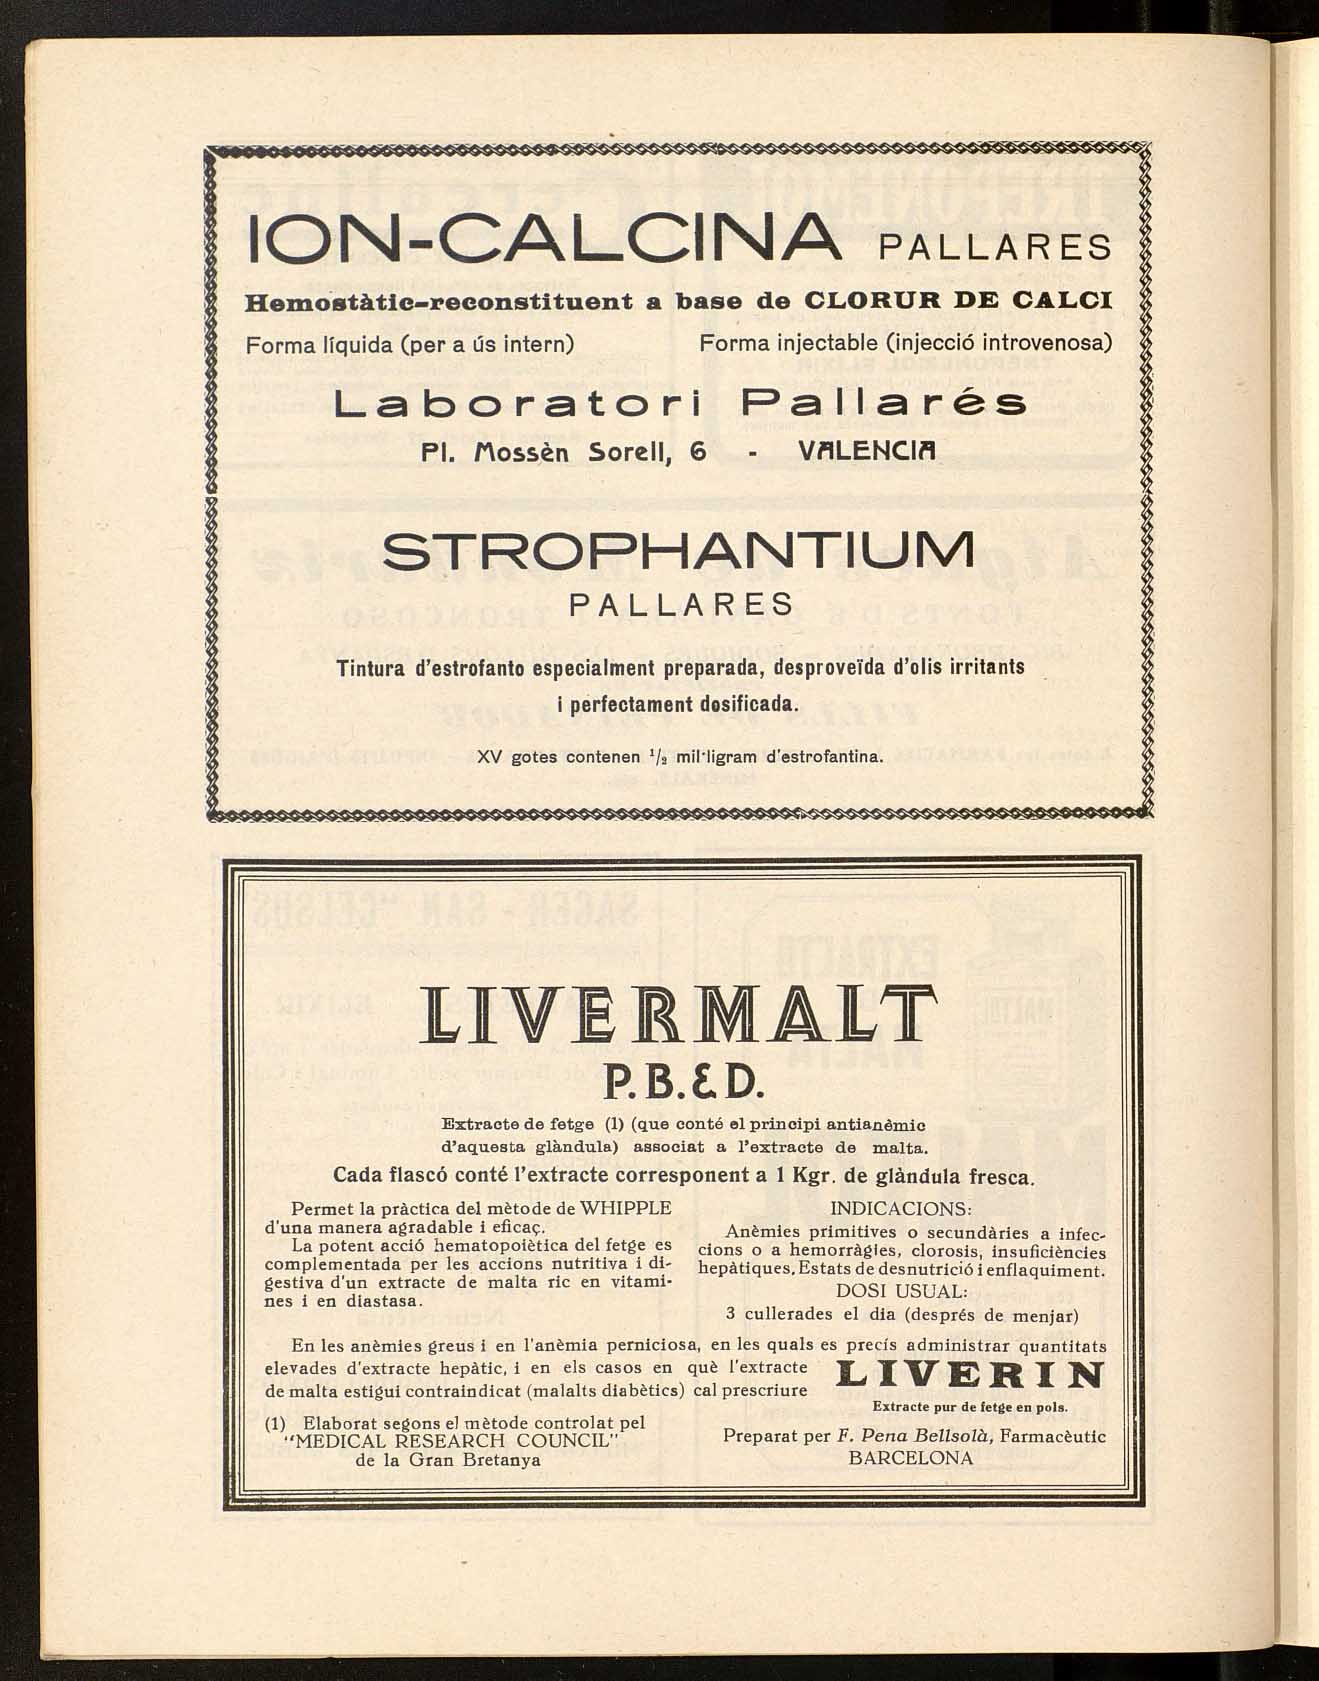 ION-CALCINA PALLARES
Hemostàtic-reconstituent a base de CLORUR DE CALCI
Forma líquida (per a ús intern) Forma injectable (injecció introvenosa)
Laboratori Pallarés
Pl. Mossèn Sorell, 6 - VALENCIA
STROPHANTIUM
PALLARES
Tintura d'estrofanto especialment preparada, desproveïda d'olis irritants
i perfectament dosificada.
XV gotes contenen 1/2 mil·ligram d'estrofantina.
LIVERMALT
P.B.&D.
Extracte de fetge (1) (que conté el principi antianèmic
d'aquesta glàndula) associat a l'extracte de malta.
Cada flascó conté l'extracte corresponent a 1 Kgr. de glàndula fresca.
Permet la pràctica del mètode de WHIPPLE
d'una manera agradable i eficaç.
La potent acció hematopoiètica del fetge es
complementada per les accions nutritiva i di-
gestiva d'un extracte de malta ric en vitami-
nes i en diastasa.
INDICACIONS:
Anèmies primitives o secundàries a infec-
cions o a hemorràgies, clorosis, insuficiències
hepàtiques. Estats de desnutrició i enflaquiment.
DOSI USUAL:
3 cullerades el dia (després de menjar)
En les anèmies greus i en l'anèmia perniciosa, en les quals es precís administrar quantitats
elevades d'extracte hepàtic, i en els casos en què l'extracte
de malta estigui contraindicat (malalts diabètics) cal prescriure
LIVERIN
Extracte pur de fetge en pols.
(1) Elaborat segons el mètode controlat pel
"MEDICAL RESEARCH COUNCIL"
de la Gran Bretanya
Preparat per F. Pena Bellsolà, Farmacèutic
BARCELONA